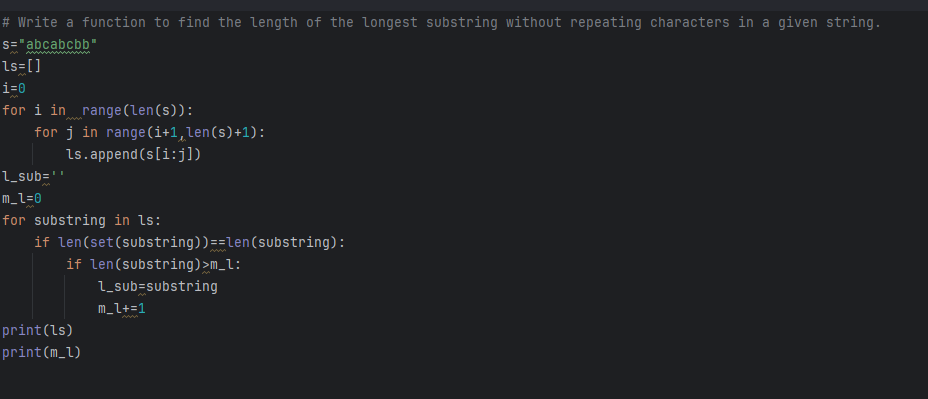 # Write a function to find the length of the longest substring without repeating characters in a given string.
s="abcabcbb"
ls=[]
i=0
for i in  range(len(s)):
    for j in range(i+1,len(s)+1):
        ls.append(s[i:j])
l_sub=''
m_l=0
for substring in ls:
    if len(set(substring))==len(substring):
        if len(substring)>m_l:
            l_sub=substring
            m_l+=1
print(ls)
print(m_l)